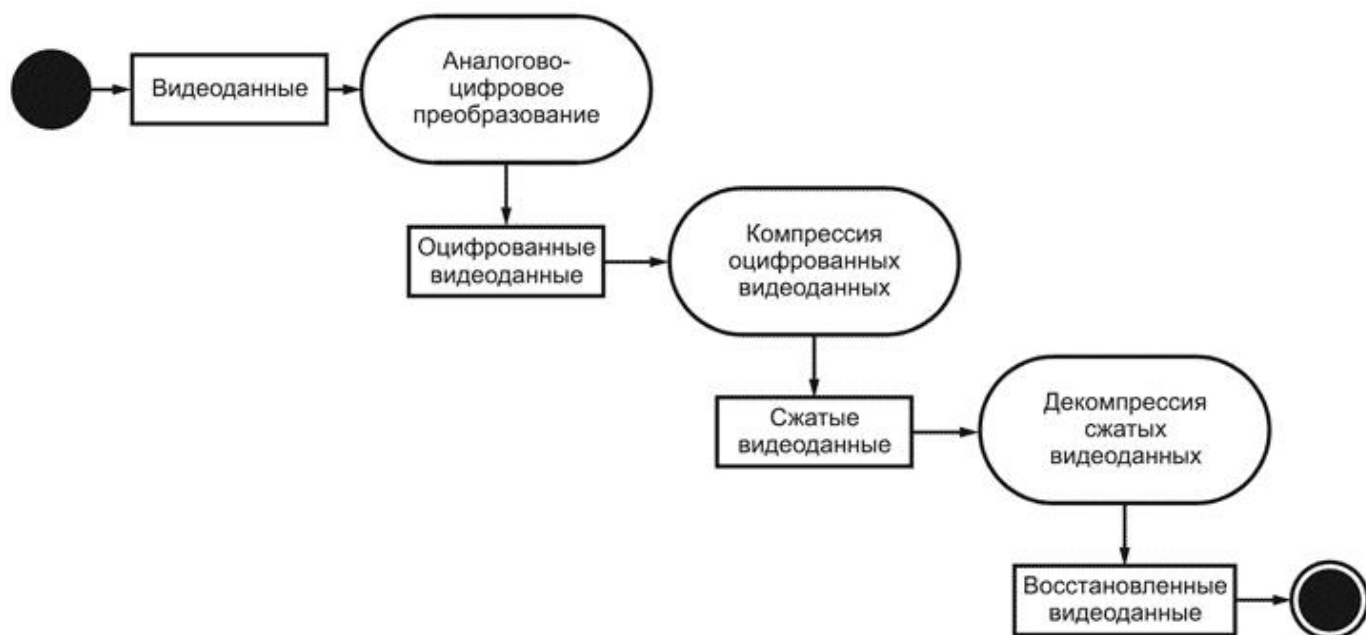 Видеоданные
Аналогово-
цифровое
преобразование
Оцифрованные
видеоданные
Компрессия
оцифрованных
видеоданных
Сжатые
видеоданные
Декомпрессия
сжатых
видеоданных
Восстановленные
видеоданные